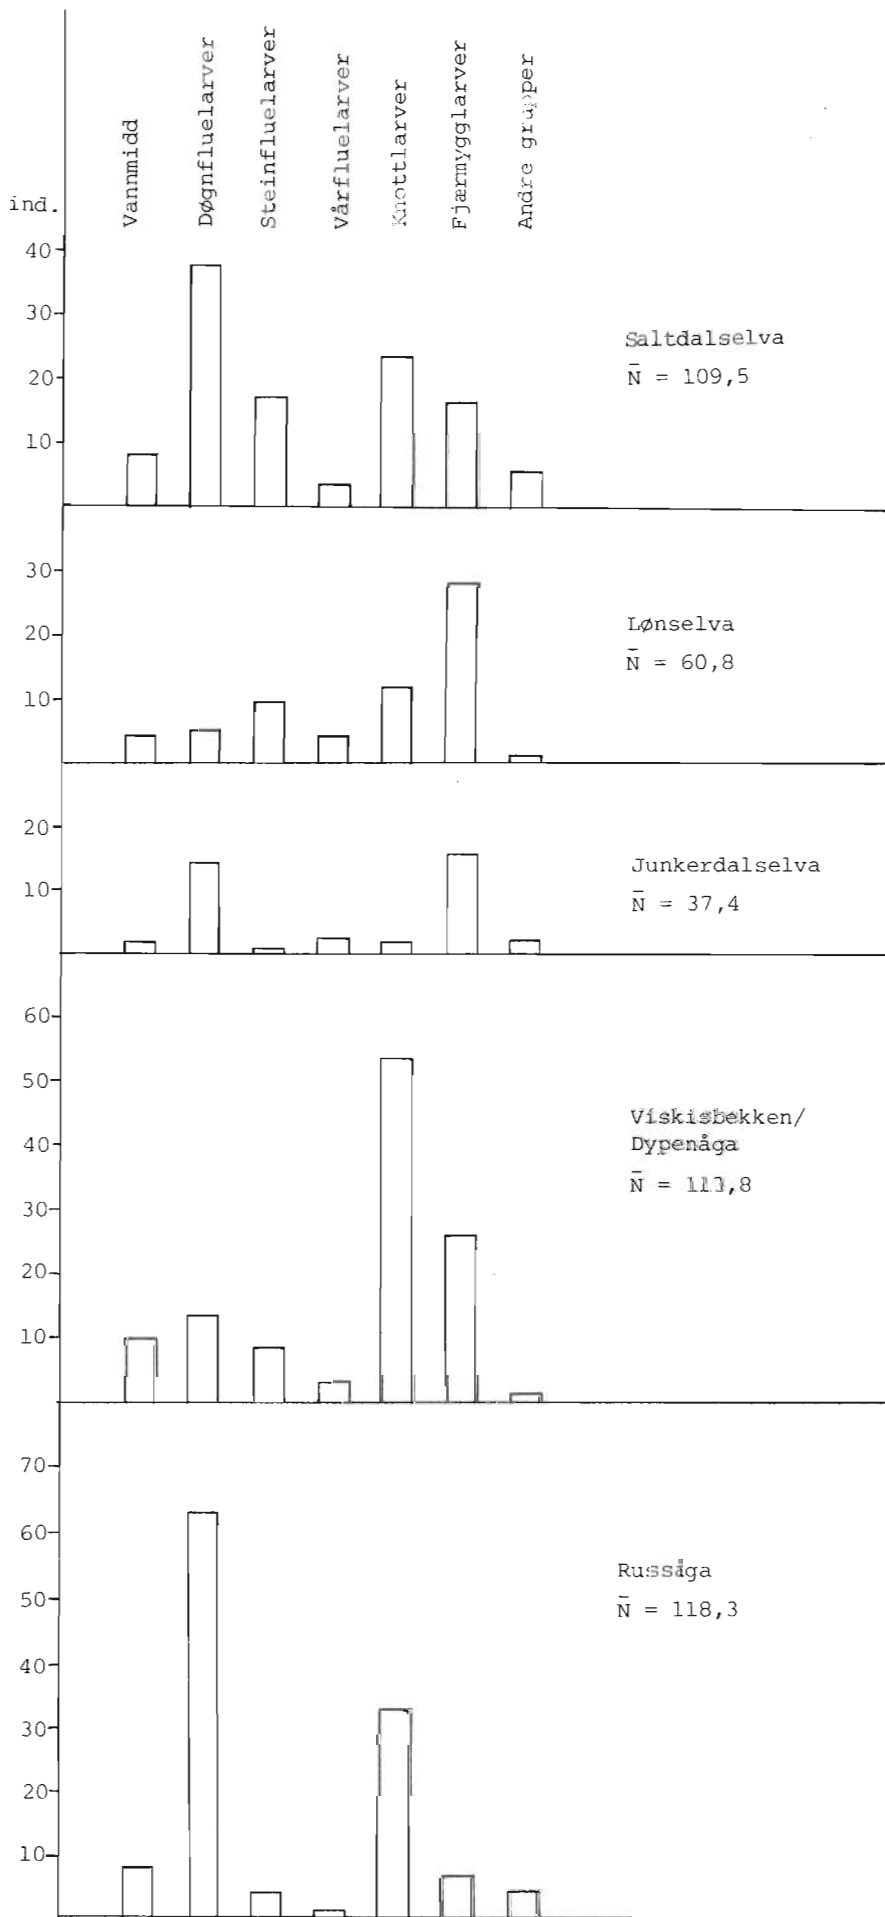 Vannmidd
Døgnfluelarver
Steinfluelarver
Vårfluelarver
Knottlarver
Fjærmygglarver
Andre grupper
ind.
40
30
20
10
Saltdalselva
N̄ = 109,5
30
20
10
Lønselva
N̄ = 60,8
20
10
Junkerdalselva
N̄ = 37,4
60
50
40
30
20
10
Viskisbekken/
Dypenåga
N̄ = 113,8
70
60
50
40
30
20
10
Russåga
N̄ = 118,3